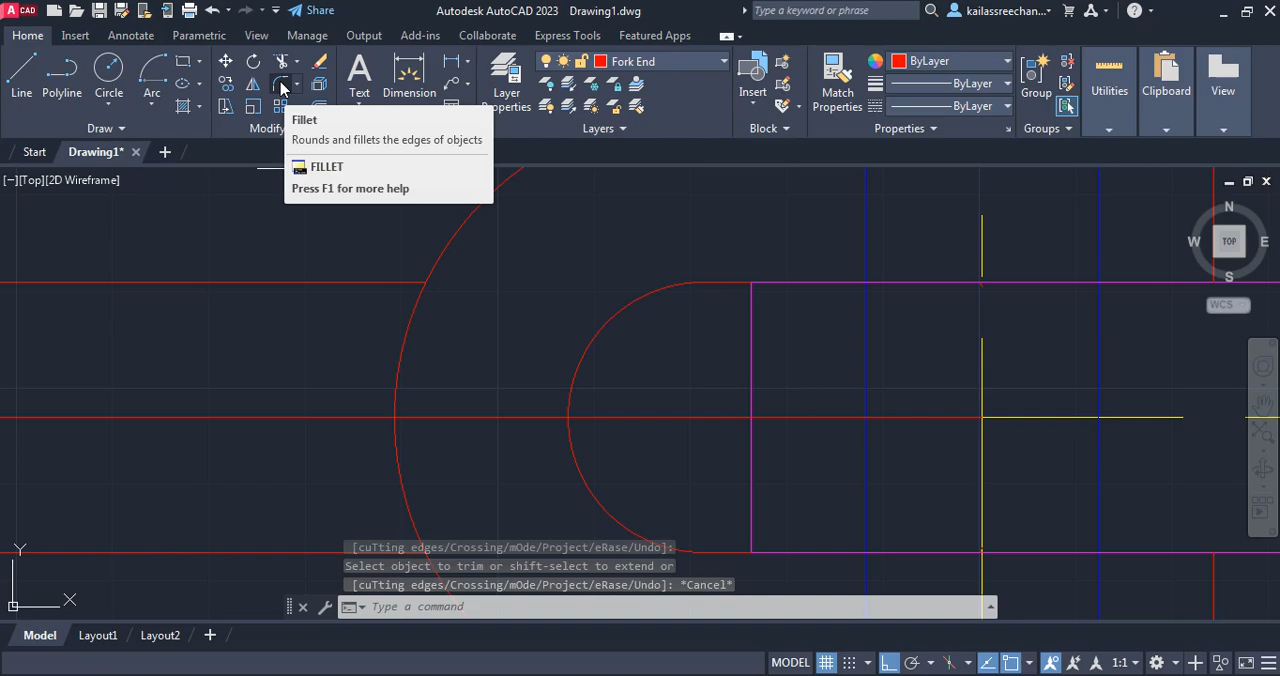 CAD
Share
Autodesk AutoCAD 2023 Drawing1.dwg
Type a keyword or phrase
kailassreechan...
Home Insert Annotate Parametric View Manage Output Add-ins Collaborate Express Tools Featured Apps
Line Polyline Circle Arc
Text Dimension
Layer Properties
Fork End
Insert
Match Properties
ByLayer
ByLayer
ByLayer
Group
Utilities
Clipboard
View
Draw
Modify
Layers
Block
Properties
Groups
Fillet
Rounds and fillets the edges of objects
FILLET
Press F1 for more help
Start Drawing1*
[−][Top][2D Wireframe]
N
W TOP E
S
WCS
[cuTting edges/Crossing/mOde/Project/eRase/Undo]:
Select object to trim or shift-select to extend or
[cuTting edges/Crossing/mOde/Project/eRase/Undo]: *Cancel*
Y
X
Type a command
Model Layout1 Layout2
MODEL
1:1